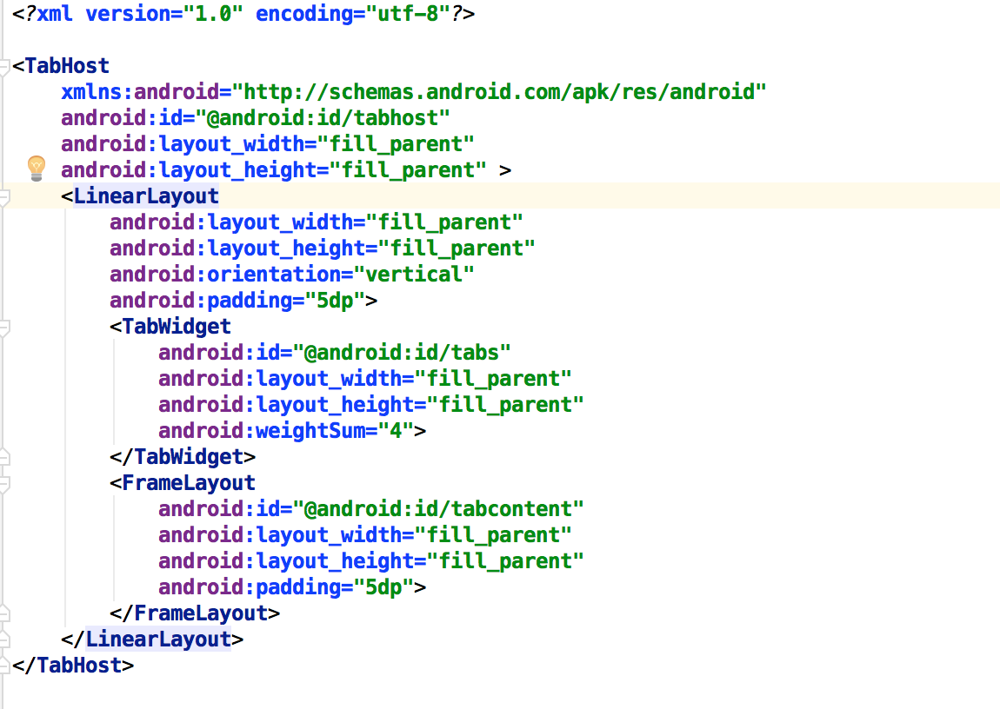 <?xml version="1.0" encoding="utf-8"?>
<TabHost
xmlns:android="http://schemas.android.com/apk/res/android"
android:id="@android:id/tabhost"
android:layout_width="fill_parent"
android:layout_height="fill_parent" >
<LinearLayout
android:layout_width="fill_parent"
android:layout_height="fill_parent"
android:orientation="vertical"
android:padding="5dp">
<TabWidget
android:id="@android:id/tabs"
android:layout_width="fill_parent"
android:layout_height="fill_parent"
android:weightSum="4">
</TabWidget>
<FrameLayout
android:id="@android:id/tabcontent"
android:layout_width="fill_parent"
android:layout_height="fill_parent"
android:padding="5dp">
</FrameLayout>
</LinearLayout>
</TabHost>